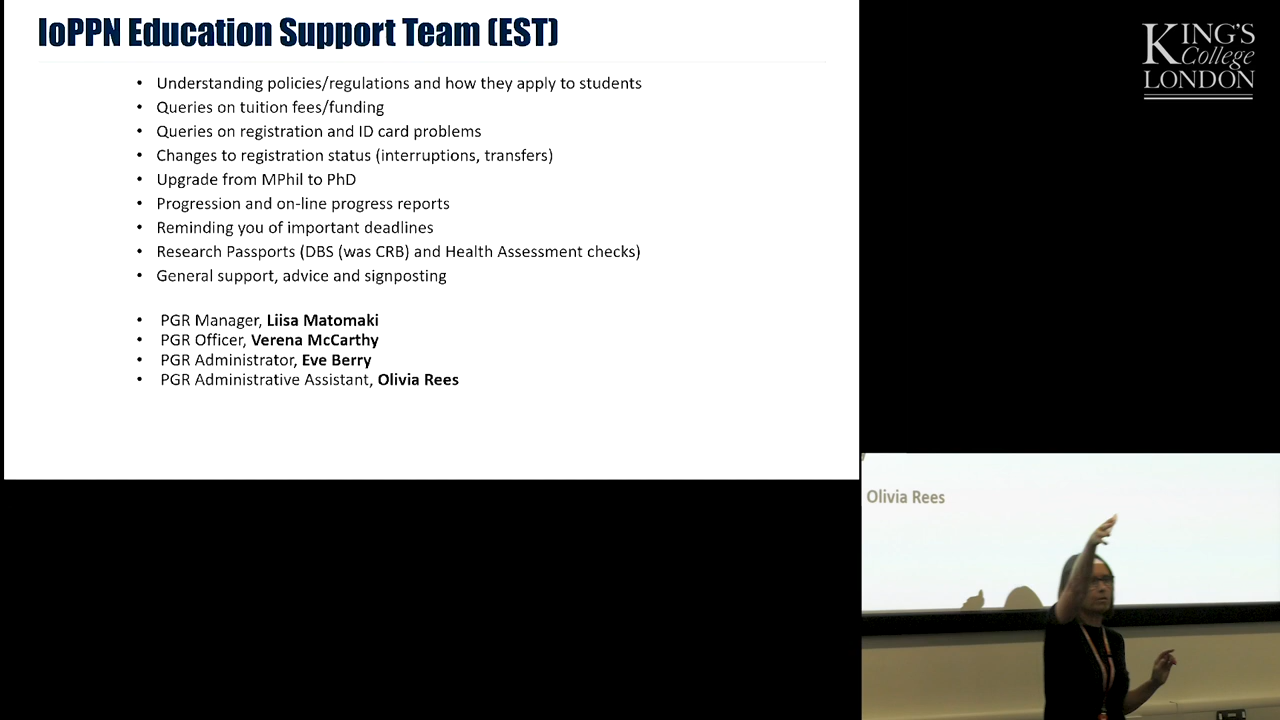 IoPPN Education Support Team (EST)
• Understanding policies/regulations and how they apply to students
• Queries on tuition fees/funding
• Queries on registration and ID card problems
• Changes to registration status (interruptions, transfers)
• Upgrade from MPhil to PhD
• Progression and on-line progress reports
• Reminding you of important deadlines
• Research Passports (DBS (was CRB) and Health Assessment checks)
• General support, advice and signposting
• PGR Manager, Liisa Matomaki
• PGR Officer, Verena McCarthy
• PGR Administrator, Eve Berry
• PGR Administrative Assistant, Olivia Rees
KING'S
College
LONDON
Olivia Rees